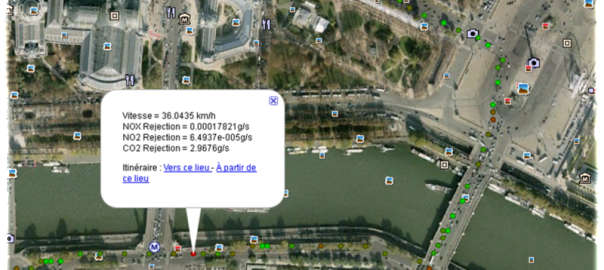 Vitesse = 36.0435 km/h
NOX Rejection = 0.00017821g/s
NO2 Rejection = 6.4937e-005g/s
CO2 Rejection = 2.9676g/s
Itinéraire : Vers ce lieu - À partir de
ce lieu
M